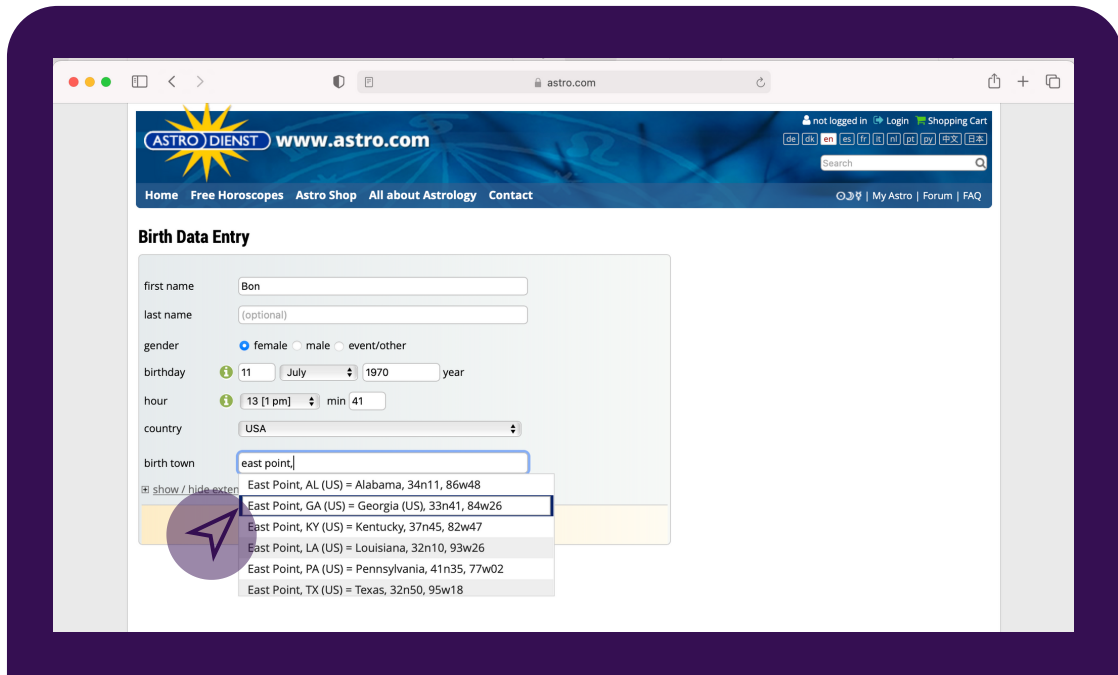 astro.com
not logged in Login Shopping Cart
ASTRO DIENST www.astro.com
de dk en es fr it nl pt py 中文 日本
Search
Home Free Horoscopes Astro Shop All about Astrology Contact
| My Astro | Forum | FAQ
Birth Data Entry
first name Bon
last name (optional)
gender female male event/other
birthday 11 July 1970 year
hour 13 [1 pm] min 41
country USA
birth town east point,
show / hide exten
East Point, AL (US) = Alabama, 34n11, 86w48
East Point, GA (US) = Georgia (US), 33n41, 84w26
East Point, KY (US) = Kentucky, 37n45, 82w47
East Point, LA (US) = Louisiana, 32n10, 93w26
East Point, PA (US) = Pennsylvania, 41n35, 77w02
East Point, TX (US) = Texas, 32n50, 95w18